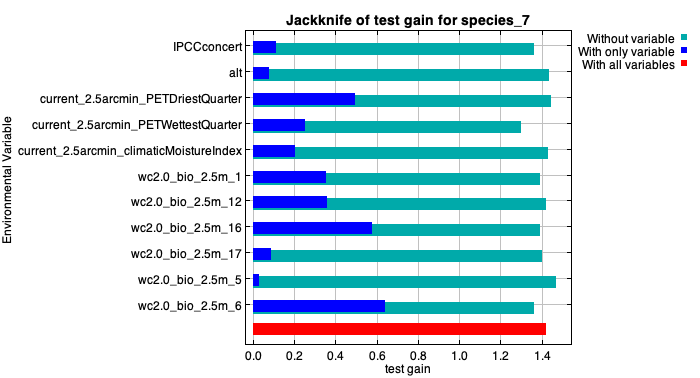 Jackknife of test gain for species_7
Without variable
With only variable
With all variables
Environmental Variable
IPCCconcert
alt
current_2.5arcmin_PETDriestQuarter
current_2.5arcmin_PETWettestQuarter
current_2.5arcmin_climaticMoistureIndex
wc2.0_bio_2.5m_1
wc2.0_bio_2.5m_12
wc2.0_bio_2.5m_16
wc2.0_bio_2.5m_17
wc2.0_bio_2.5m_5
wc2.0_bio_2.5m_6
0.0 0.2 0.4 0.6 0.8 1.0 1.2 1.4
test gain